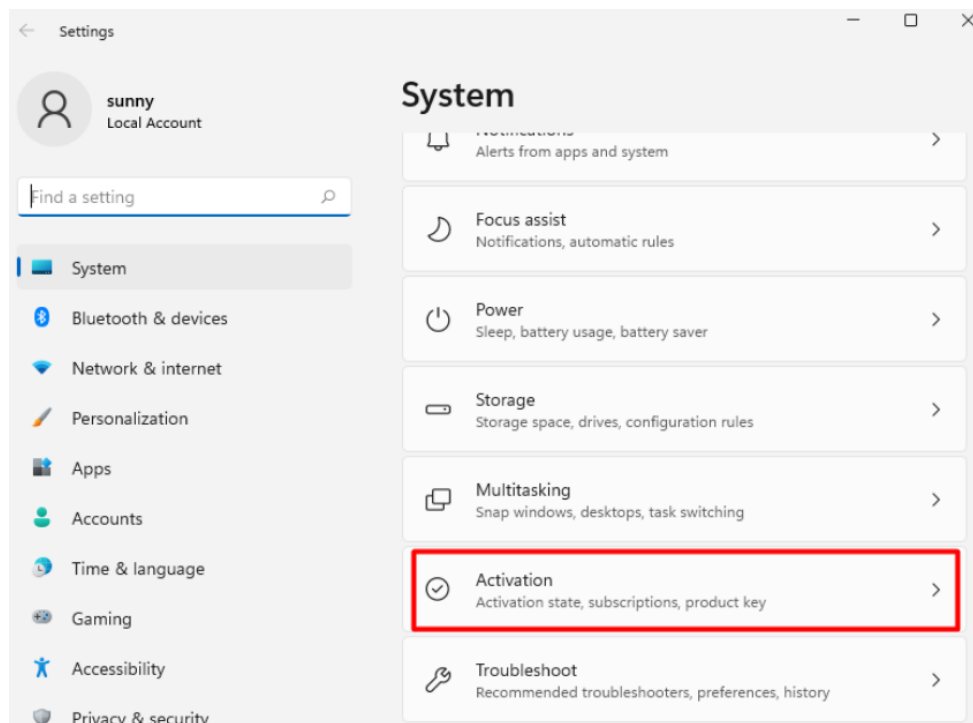 Settings
sunny
Local Account
Find a setting
System
Bluetooth & devices
Network & internet
Personalization
Apps
Accounts
Time & language
Gaming
Accessibility
Privacy & security
System
Notifications
Alerts from apps and system
Focus assist
Notifications, automatic rules
Power
Sleep, battery usage, battery saver
Storage
Storage space, drives, configuration rules
Multitasking
Snap windows, desktops, task switching
Activation
Activation state, subscriptions, product key
Troubleshoot
Recommended troubleshooters, preferences, history